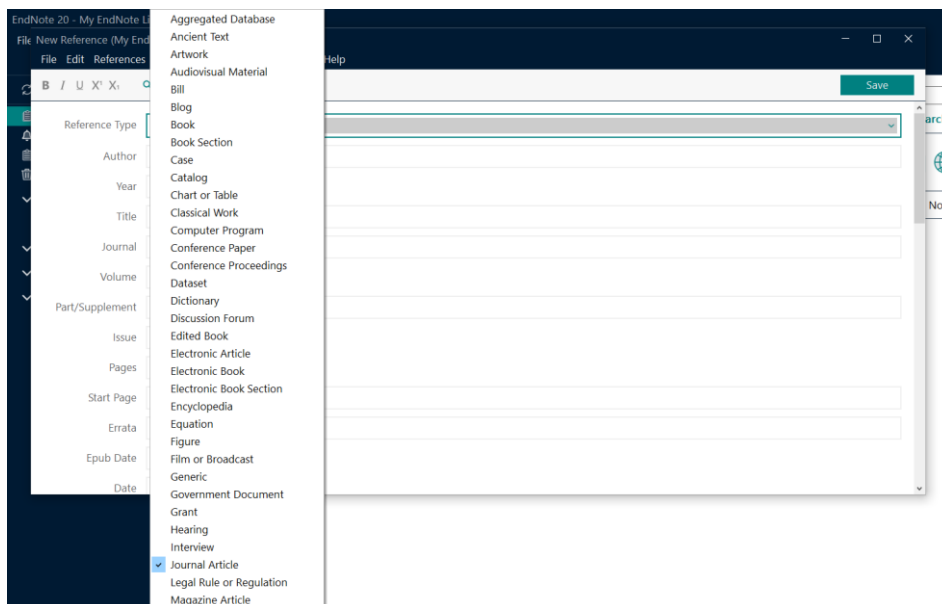 EndNote 20 - My EndNote Li
New Reference (My End
File Edit References
Help
B I U X¹ X₁
Save
Reference Type
Author
Year
Title
Journal
Volume
Part/Supplement
Issue
Pages
Start Page
Errata
Epub Date
Date
Aggregated Database
Ancient Text
Artwork
Audiovisual Material
Bill
Blog
Book
Book Section
Case
Catalog
Chart or Table
Classical Work
Computer Program
Conference Paper
Conference Proceedings
Dataset
Dictionary
Discussion Forum
Edited Book
Electronic Article
Electronic Book
Electronic Book Section
Encyclopedia
Equation
Figure
Film or Broadcast
Generic
Government Document
Grant
Hearing
Interview
Journal Article
Legal Rule or Regulation
Magazine Article
arc
No